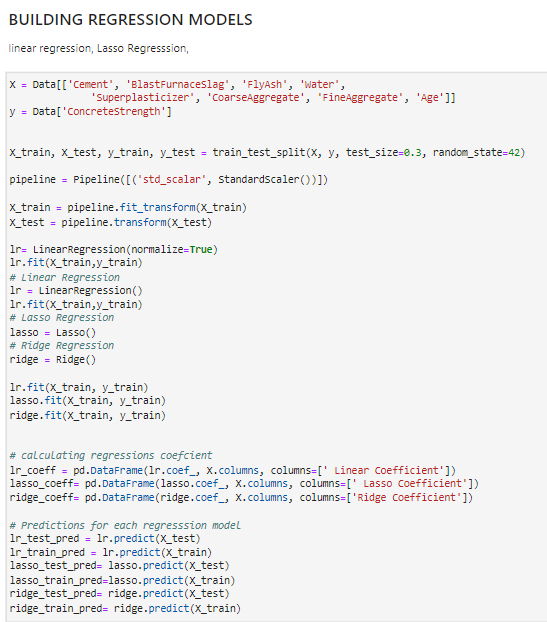 BUILDING REGRESSION MODELS
linear regression, Lasso Regresssion,
X = Data[['Cement', 'BlastFurnaceSlag', 'FlyAsh', 'Water',
'Superplasticizer', 'CoarseAggregate', 'FineAggregate', 'Age']]
y = Data['ConcreteStrength']
X_train, X_test, y_train, y_test = train_test_split(X, y, test_size=0.3, random_state=42)
pipeline = Pipeline([('std_scalar', StandardScaler())])
X_train = pipeline.fit_transform(X_train)
X_test = pipeline.transform(X_test)
lr= LinearRegression(normalize=True)
lr.fit(X_train,y_train)
# Linear Regression
lr = LinearRegression()
lr.fit(X_train,y_train)
# Lasso Regression
lasso = Lasso()
# Ridge Regression
ridge = Ridge()
lr.fit(X_train, y_train)
lasso.fit(X_train, y_train)
ridge.fit(X_train, y_train)
# calculating regressions coefcient
lr_coeff = pd.DataFrame(lr.coef_, X.columns, columns=[' Linear Coefficient'])
lasso_coeff= pd.DataFrame(lasso.coef_, X.columns, columns=[' Lasso Coefficient'])
ridge_coeff= pd.DataFrame(ridge.coef_, X.columns, columns=['Ridge Coefficient'])
# Predictions for each regresssion model
lr_test_pred = lr.predict(X_test)
lr_train_pred = lr.predict(X_train)
lasso_test_pred= lasso.predict(X_test)
lasso_train_pred=lasso.predict(X_train)
ridge_test_pred= ridge.predict(X_test)
ridge_train_pred= ridge.predict(X_train)